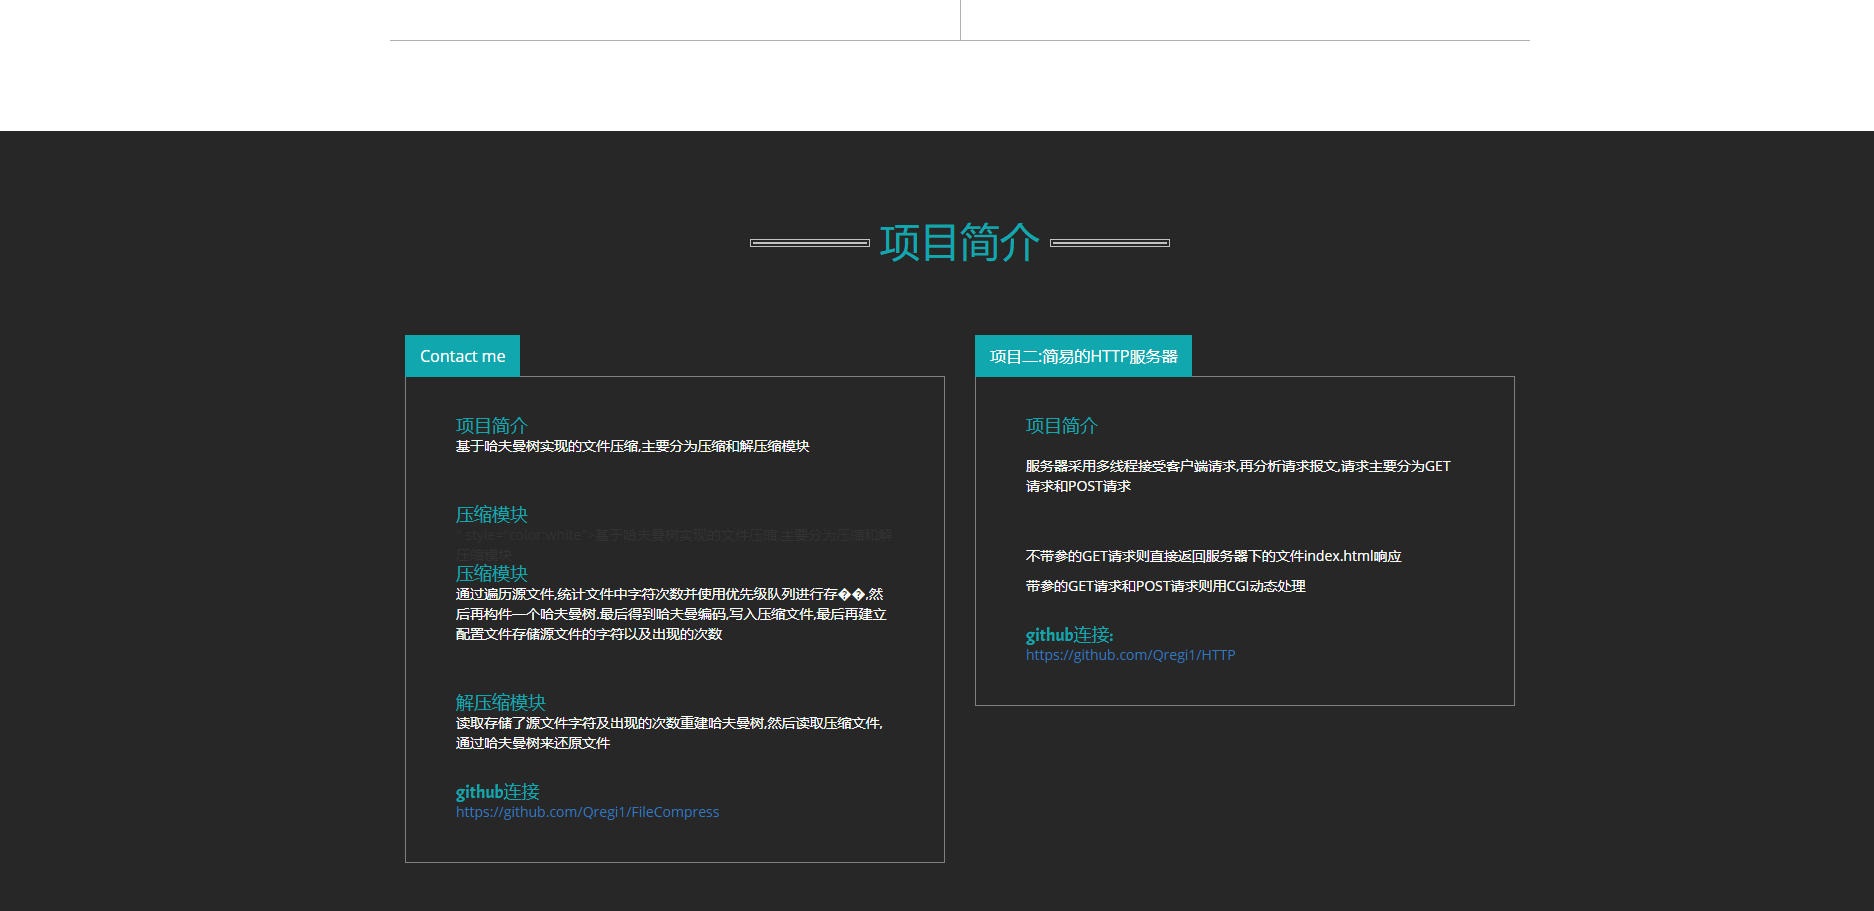 项目简介
Contact me
项目简介
基于哈夫曼树实现的文件压缩,主要分为压缩和解压缩模块
压缩模块
" style="color:white">基于哈夫曼树实现的文件压缩,主要分为压缩和解
压缩模块
压缩模块
通过遍历源文件,统计文件中字符次数并使用优先级队列进行存��,然
后再构件一个哈夫曼树.最后得到哈夫曼编码,写入压缩文件,最后再建立
配置文件存储源文件的字符以及出现的次数
解压缩模块
读取存储了源文件字符及出现的次数重建哈夫曼树,然后读取压缩文件,
通过哈夫曼树来还原文件
github连接
https://github.com/Qregi1/FileCompress
项目二:简易的HTTP服务器
项目简介
服务器采用多线程接受客户端请求,再分析请求报文,请求主要分为GET
请求和POST请求
不带参的GET请求则直接返回服务器下的文件index.html响应
带参的GET请求和POST请求则用CGI动态处理
github连接:
https://github.com/Qregi1/HTTP